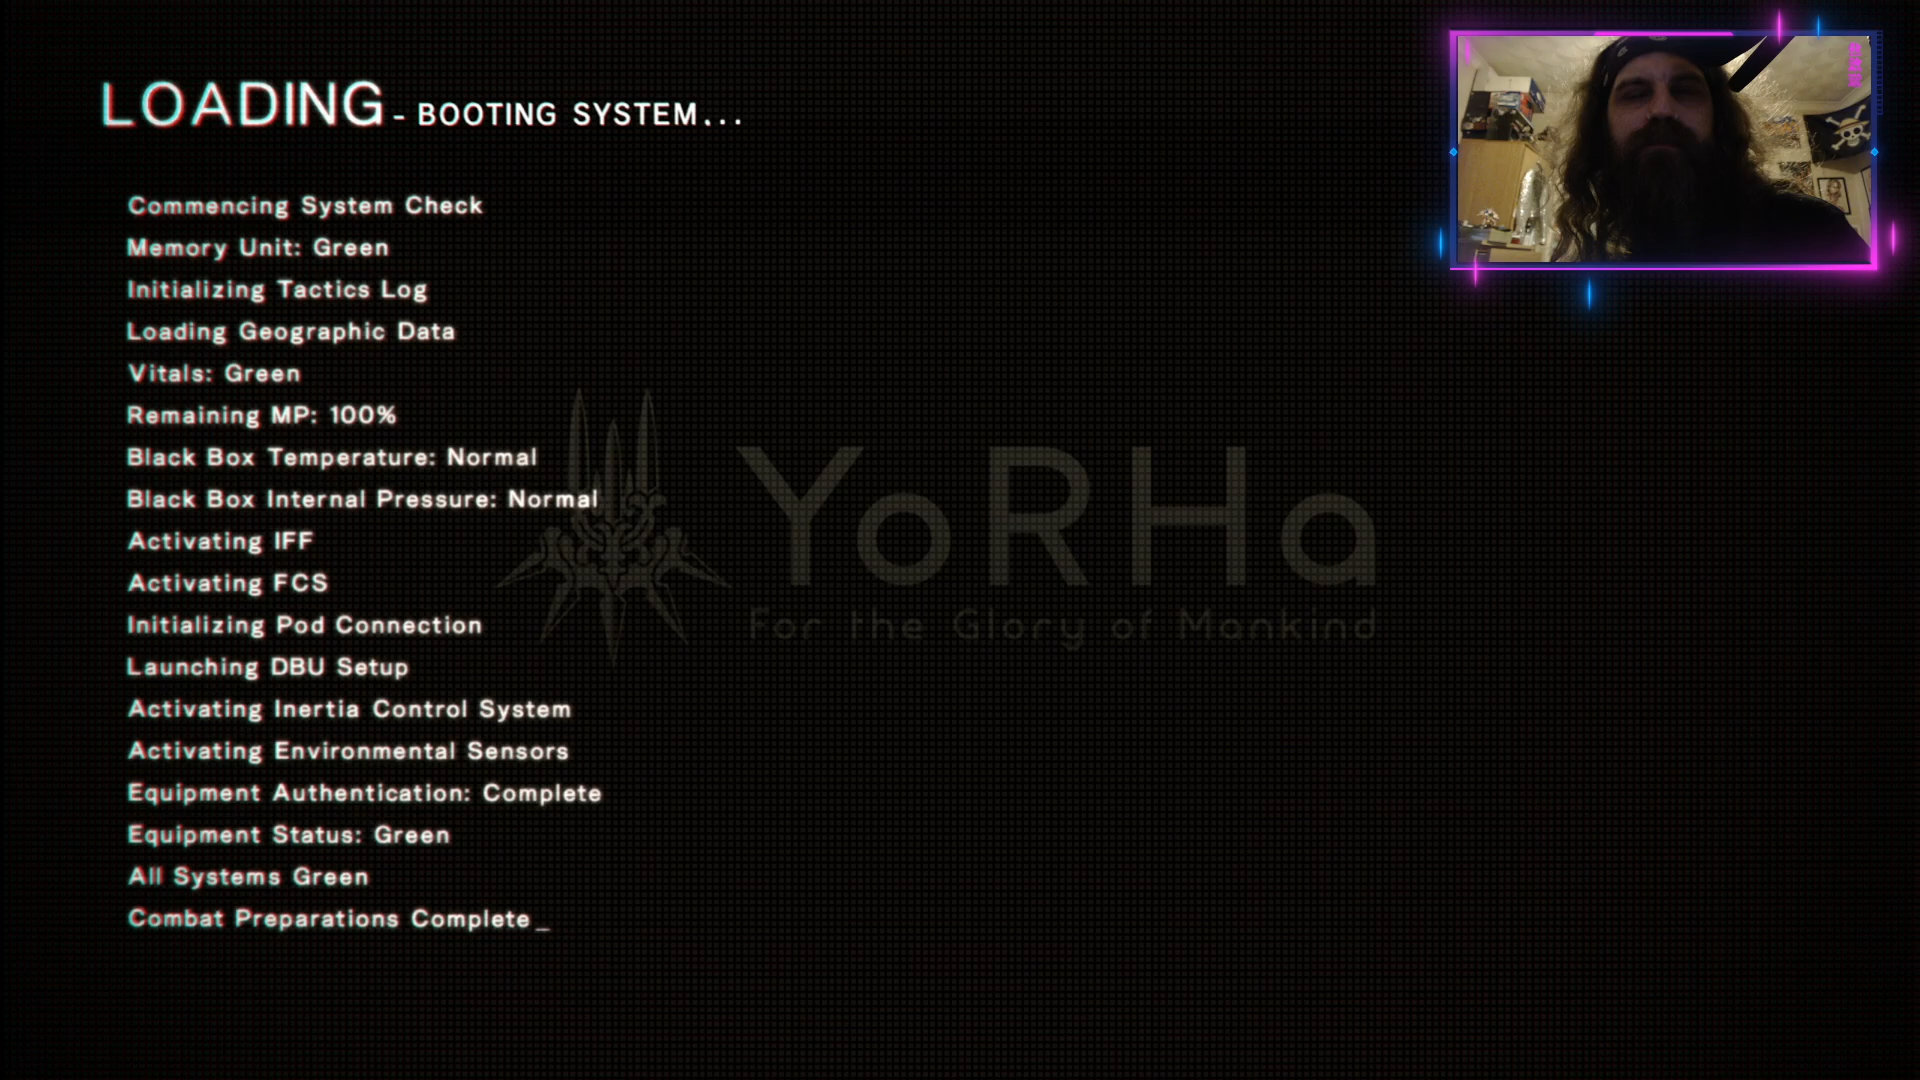 LOADING - BOOTING SYSTEM...
Commencing System Check
Memory Unit: Green
Initializing Tactics Log
Loading Geographic Data
Vitals: Green
Remaining MP: 100%
Black Box Temperature: Normal
Black Box Internal Pressure: Normal
Activating IFF
Activating FCS
Initializing Pod Connection
Launching DBU Setup
Activating Inertia Control System
Activating Environmental Sensors
Equipment Authentication: Complete
Equipment Status: Green
All Systems Green
Combat Preparations Complete _
YoRHa
For the Glory of Mankind